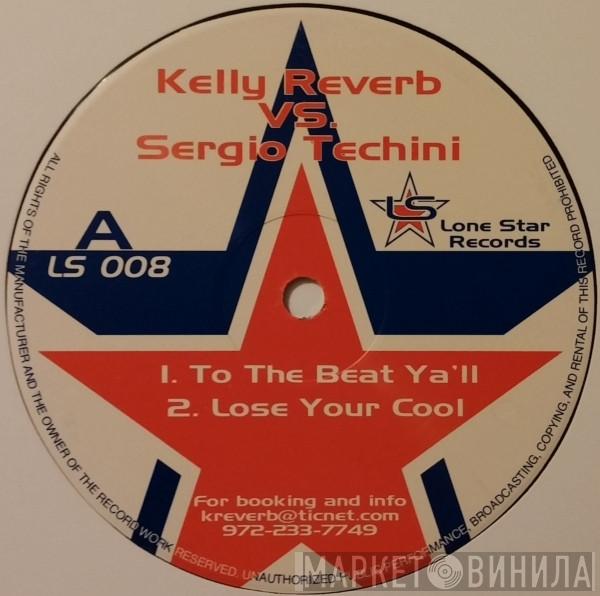 Kelly Reverb
VS.
Sergio Techini
A
LS 008
LS
Lone Star
Records
1. To The Beat Ya'll
2. Lose Your Cool
For booking and info
kreverb@ticnet.com
972-233-7749
ALL RIGHTS OF THE MANUFACTURER AND THE OWNER OF THE RECORD WORK RESERVED. UNAUTHORIZED PUBLIC PERFORMANCE, BROADCASTING, COPYING, AND RENTAL OF THIS RECORD PROHIBITED
МАРКЕТ ВИНИЛА